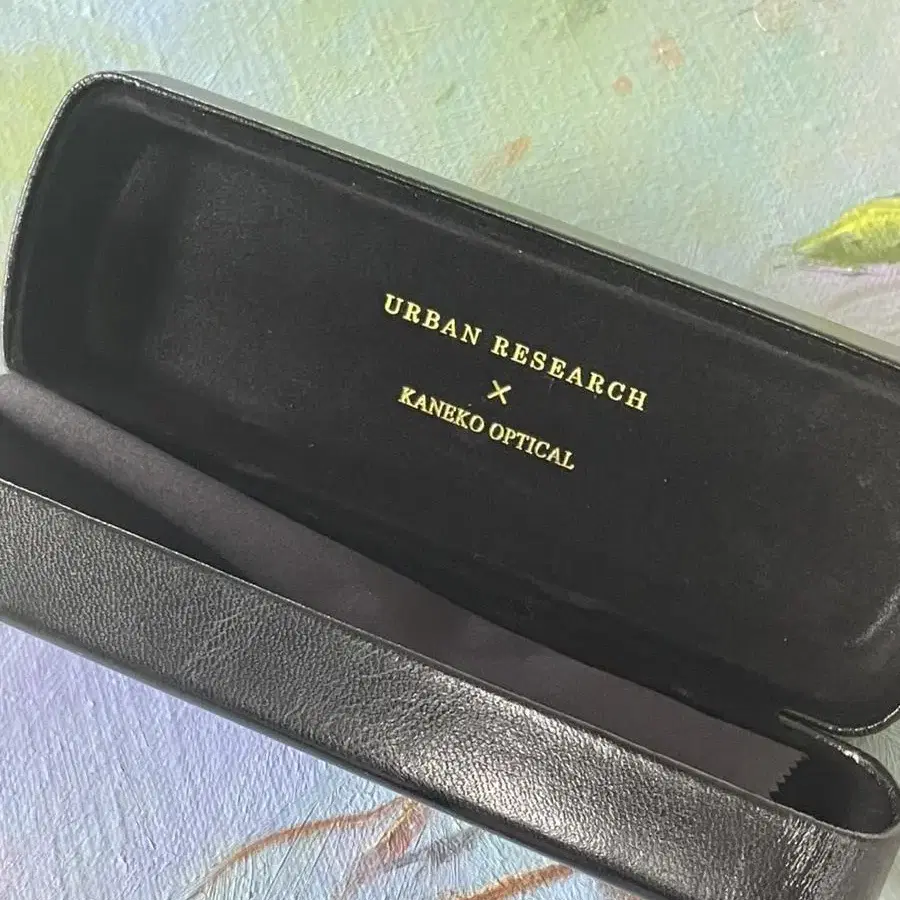 URBAN RESEARCH
×
KANEKO OPTICAL